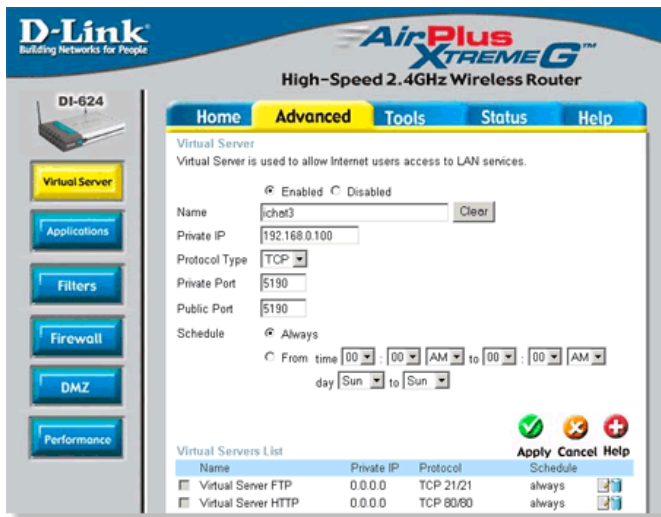 D-Link
Building Networks for People
AirPlus
XTREME G™
High-Speed 2.4GHz Wireless Router
DI-624
Home Advanced Tools Status Help
Virtual Server
Virtual Server is used to allow Internet users access to LAN services.
Enabled Disabled
Name ichat3 Clear
Private IP 192.168.0.100
Protocol Type TCP
Private Port 5190
Public Port 5190
Schedule Always
From time 00 : 00 AM to 00 : 00 AM
day Sun to Sun
Apply Cancel Help
Virtual Servers List
Name Private IP Protocol Schedule
Virtual Server FTP 0.0.0.0 TCP 21/21 always
Virtual Server HTTP 0.0.0.0 TCP 80/80 always
Virtual Server
Applications
Filters
Firewall
DMZ
Performance